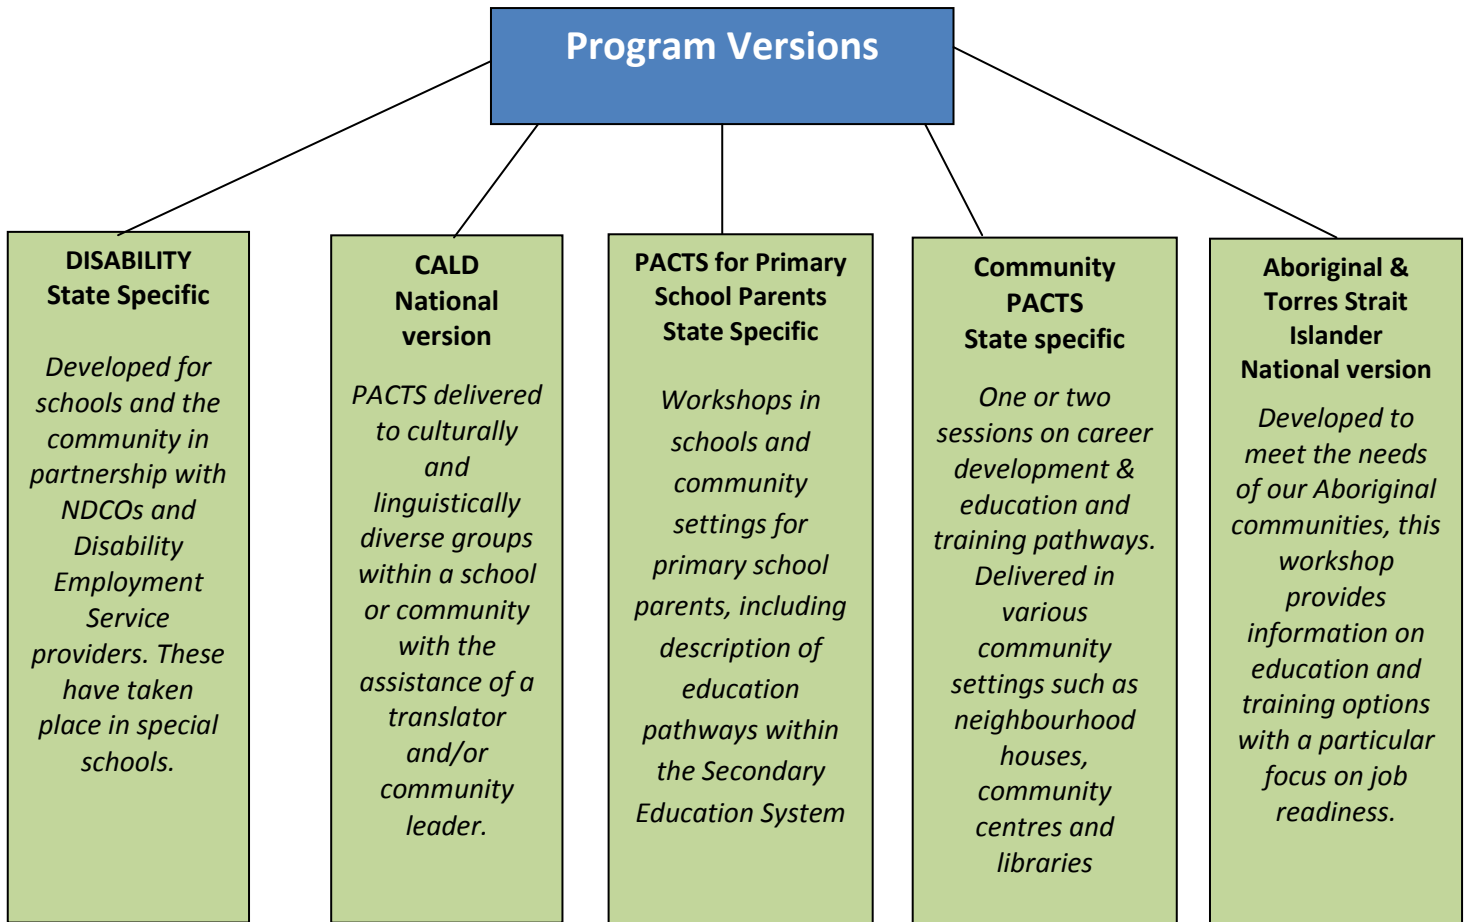 Program Versions
DISABILITY
State Specific
Developed for
schools and the
community in
partnership with
NDCOs and
Disability
Employment
Service
providers. These
have taken
place in special
schools.
CALD
National
version
PACTS delivered
to culturally
and
linguistically
diverse groups
within a school
or community
with the
assistance of a
translator
and/or
community
leader.
PACTS for Primary
School Parents
State Specific
Workshops in
schools and
community
settings for
primary school
parents, including
description of
education
pathways within
the Secondary
Education System
Community
PACTS
State specific
One or two
sessions on career
development &
education and
training pathways.
Delivered in
various
community
settings such as
neighbourhood
houses,
community
centres and
libraries
Aboriginal &
Torres Strait
Islander
National version
Developed to
meet the needs
of our Aboriginal
communities, this
workshop
provides
information on
education and
training options
with a particular
focus on job
readiness.